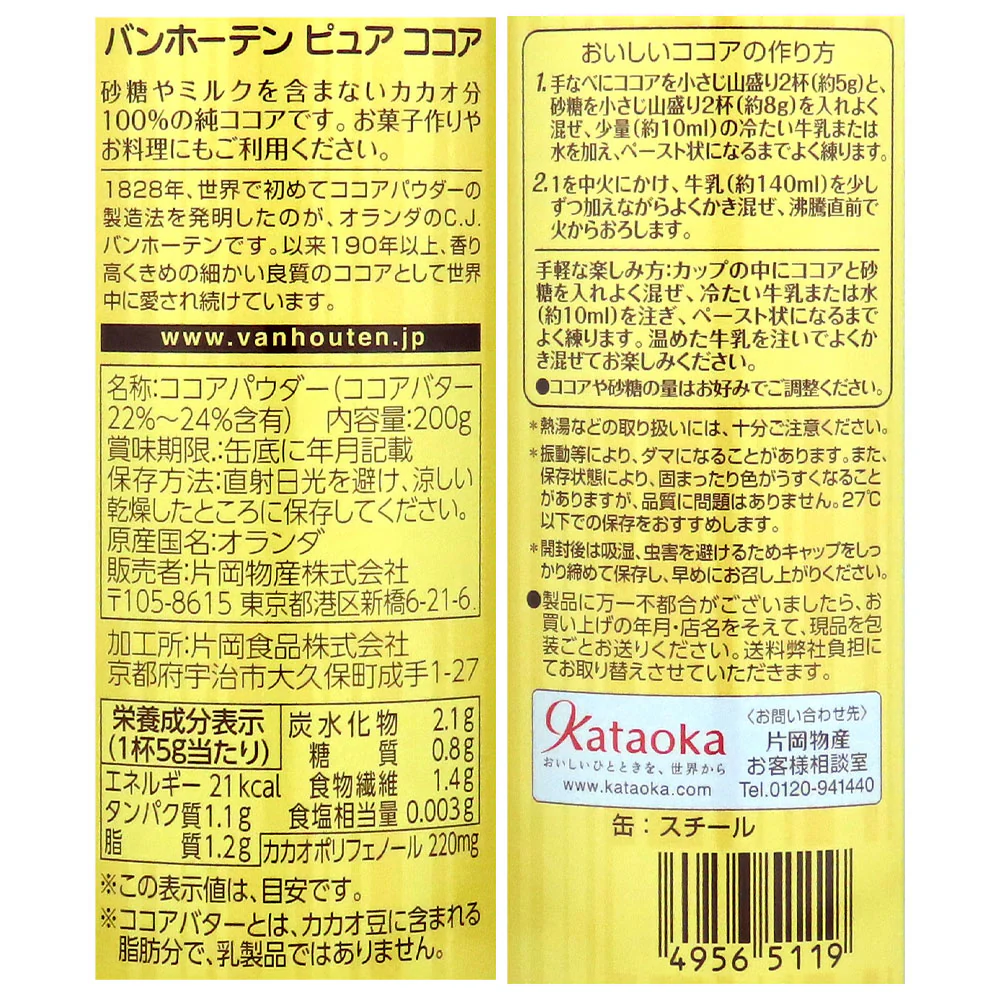 バンホーテン ピュア ココア
砂糖やミルクを含まないカカオ分
100%の純ココアです。お菓子作りや
お料理にもご利用ください。
1828年、世界で初めてココアパウダーの
製造法を発明したのが、オランダのC.J.
バンホーテンです。以来190年以上、香り
高くきめの細かい良質のココアとして世界
中に愛され続けています。
www.vanhouten.jp
名称:ココアパウダー(ココアバター
22%〜24%含有) 内容量:200g
賞味期限.:缶底に年月記載
保存方法:直射日光を避け、涼しい
乾燥したところに保存してください。
原産国名:オランダ
販売者:片岡物産株式会社
〒105-8615 東京都港区新橋6-21-6
加工所:片岡食品株式会社
京都府宇治市大久保町成手1-27
栄養成分表示
(1杯5g当たり)
エネルギー 21kcal
タンパク質1.1g
脂 質1.2g
炭水化物 2.1g
糖 質 0.8g
食物繊維 1.4g
食塩相当量 0.003g
カカオポリフェノール 220mg
※この表示値は、目安です。
※ココアバターとは、カカオ豆に含まれる
脂肪分で、乳製品ではありません。
おいしいココアの作り方
1.手なべにココアを小さじ山盛り2杯(約5g)と、
砂糖を小さじ山盛り2杯(約8g)を入れよく
混ぜ、少量(約10ml)の冷たい牛乳または
水を加え、ペースト状になるまでよく練ります。
2.1を中火にかけ、牛乳(約140ml)を少し
ずつ加えながらよくかき混ぜ、沸騰直前で
火からおろします。
手軽な楽しみ方:カップの中にココアと砂
糖を入れよく混ぜ、冷たい牛乳または水
(約10ml)を注ぎ、ペースト状になるまで
よく練ります。温めた牛乳を注いでよくか
き混ぜてお楽しみください。
●ココアや砂糖の量はお好みでご調整ください。
*熱湯などの取り扱いには、十分ご注意ください。
*振動等により、ダマになることがあります。また、
保存状態により、固まったり色がうすくなること
がありますが、品質に問題はありません。27℃
以下での保存をおすすめします。
*開封後は吸湿、虫害を避けるためキャップをしっ
かり締めて保存し、早めにお召し上がりください。
●製品に万一不都合がございましたら、お
買い上げの年月・店名をそえて、現品を包
装ごとお送りください。送料弊社負担に
てお取り替えさせていただきます。
Kataoka
おいしいひとときを、世界から
www.kataoka.com
〈お問い合わせ先〉
片岡物産
お客様相談室
Tel.0120-941440
缶:スチール
4956 5119